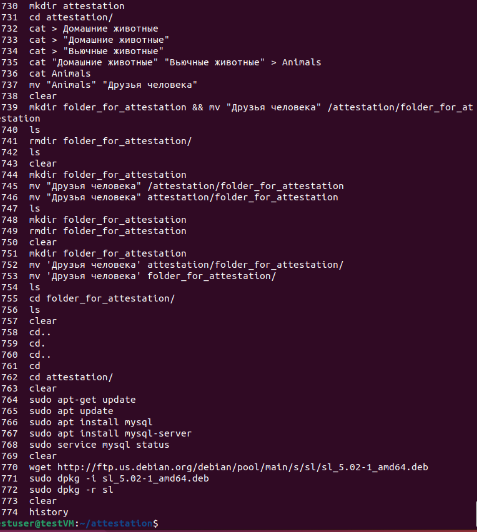 730  mkdir attestation
731  cd attestation/
732  cat > Домашние животные
733  cat > "Домашние животные"
734  cat > "Вьючные животные"
735  cat "Домашние животные" "Вьючные животные" > Animals
736  cat Animals
737  mv "Animals" "Друзья человека"
738  clear
739  mkdir folder_for_attestation && mv "Друзья человека" /attestation/folder_for_at
estation
740  ls
741  rmdir folder_for_attestation/
742  ls
743  clear
744  mkdir folder_for_attestation
745  mv "Друзья человека" /attestation/folder_for_attestation
746  mv "Друзья человека" attestation/folder_for_attestation
747  ls
748  mkdir folder_for_attestation
749  rmdir folder_for_attestation
750  clear
751  mkdir folder_for_attestation
752  mv 'Друзья человека' attestation/folder_for_attestation/
753  mv 'Друзья человека' folder_for_attestation/
754  ls
755  cd folder_for_attestation/
756  ls
757  clear
758  cd..
759  cd.
760  cd..
761  cd
762  cd attestation/
763  clear
764  sudo apt-get update
765  sudo apt update
766  sudo apt install mysql
767  sudo apt install mysql-server
768  sudo service mysql status
769  clear
770  wget http://ftp.us.debian.org/debian/pool/main/s/sl/sl_5.02-1_amd64.deb
771  sudo dpkg -i sl_5.02-1_amd64.deb
772  sudo dpkg -r sl
773  clear
774  history
stuser@testVM:~/attestation$